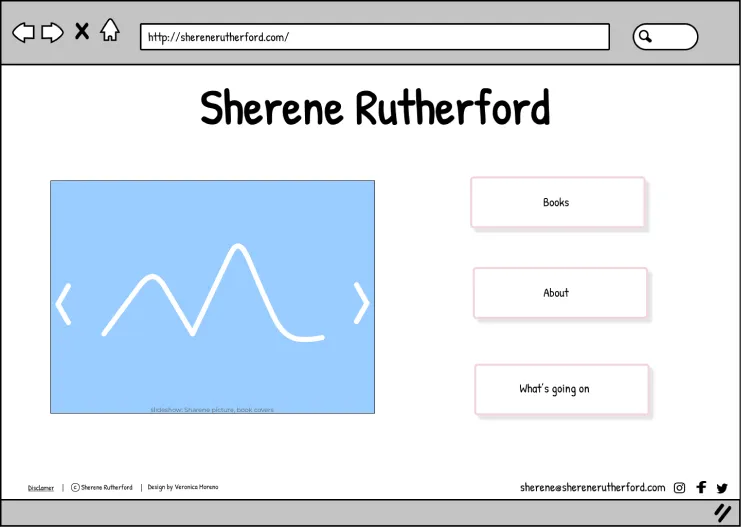 http://sherenerutherford.com/
Sherene Rutherford
Books
About
What's going on
slideshow: Sharene picture, book covers
Disclamer | © Sherene Rutherford | Design by Veronica Moreno
sherene@sherenerutherford.com